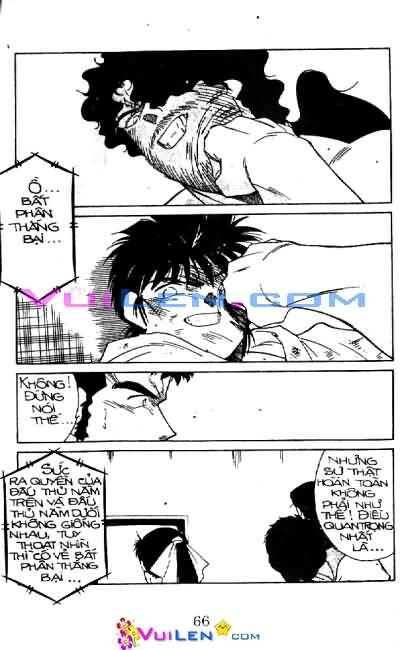 Ồ...
BẤT
PHÂN
THẮNG
BẠI...
VUILEN.COM
KHÔNG!
ĐỪNG
NÓI
THẾ...
NHƯNG
SỰ THẬT
HOÀN TOÀN
KHÔNG
PHẢI NHƯ
THẾ! ĐIỀU
QUAN TRỌNG
NHẤT
LÀ...
SỨC
RA QUYỀN CỦA
ĐẤU THỦ NẰM
TRÊN VÀ ĐẤU
THỦ NẰM DƯỚI
KHÔNG GIỐNG
NHAU, TUY
THOẠT NHÌN
THÌ CÓ VẺ BẤT
PHÂN THẮNG
BẠI...
66
VUILEN.COM